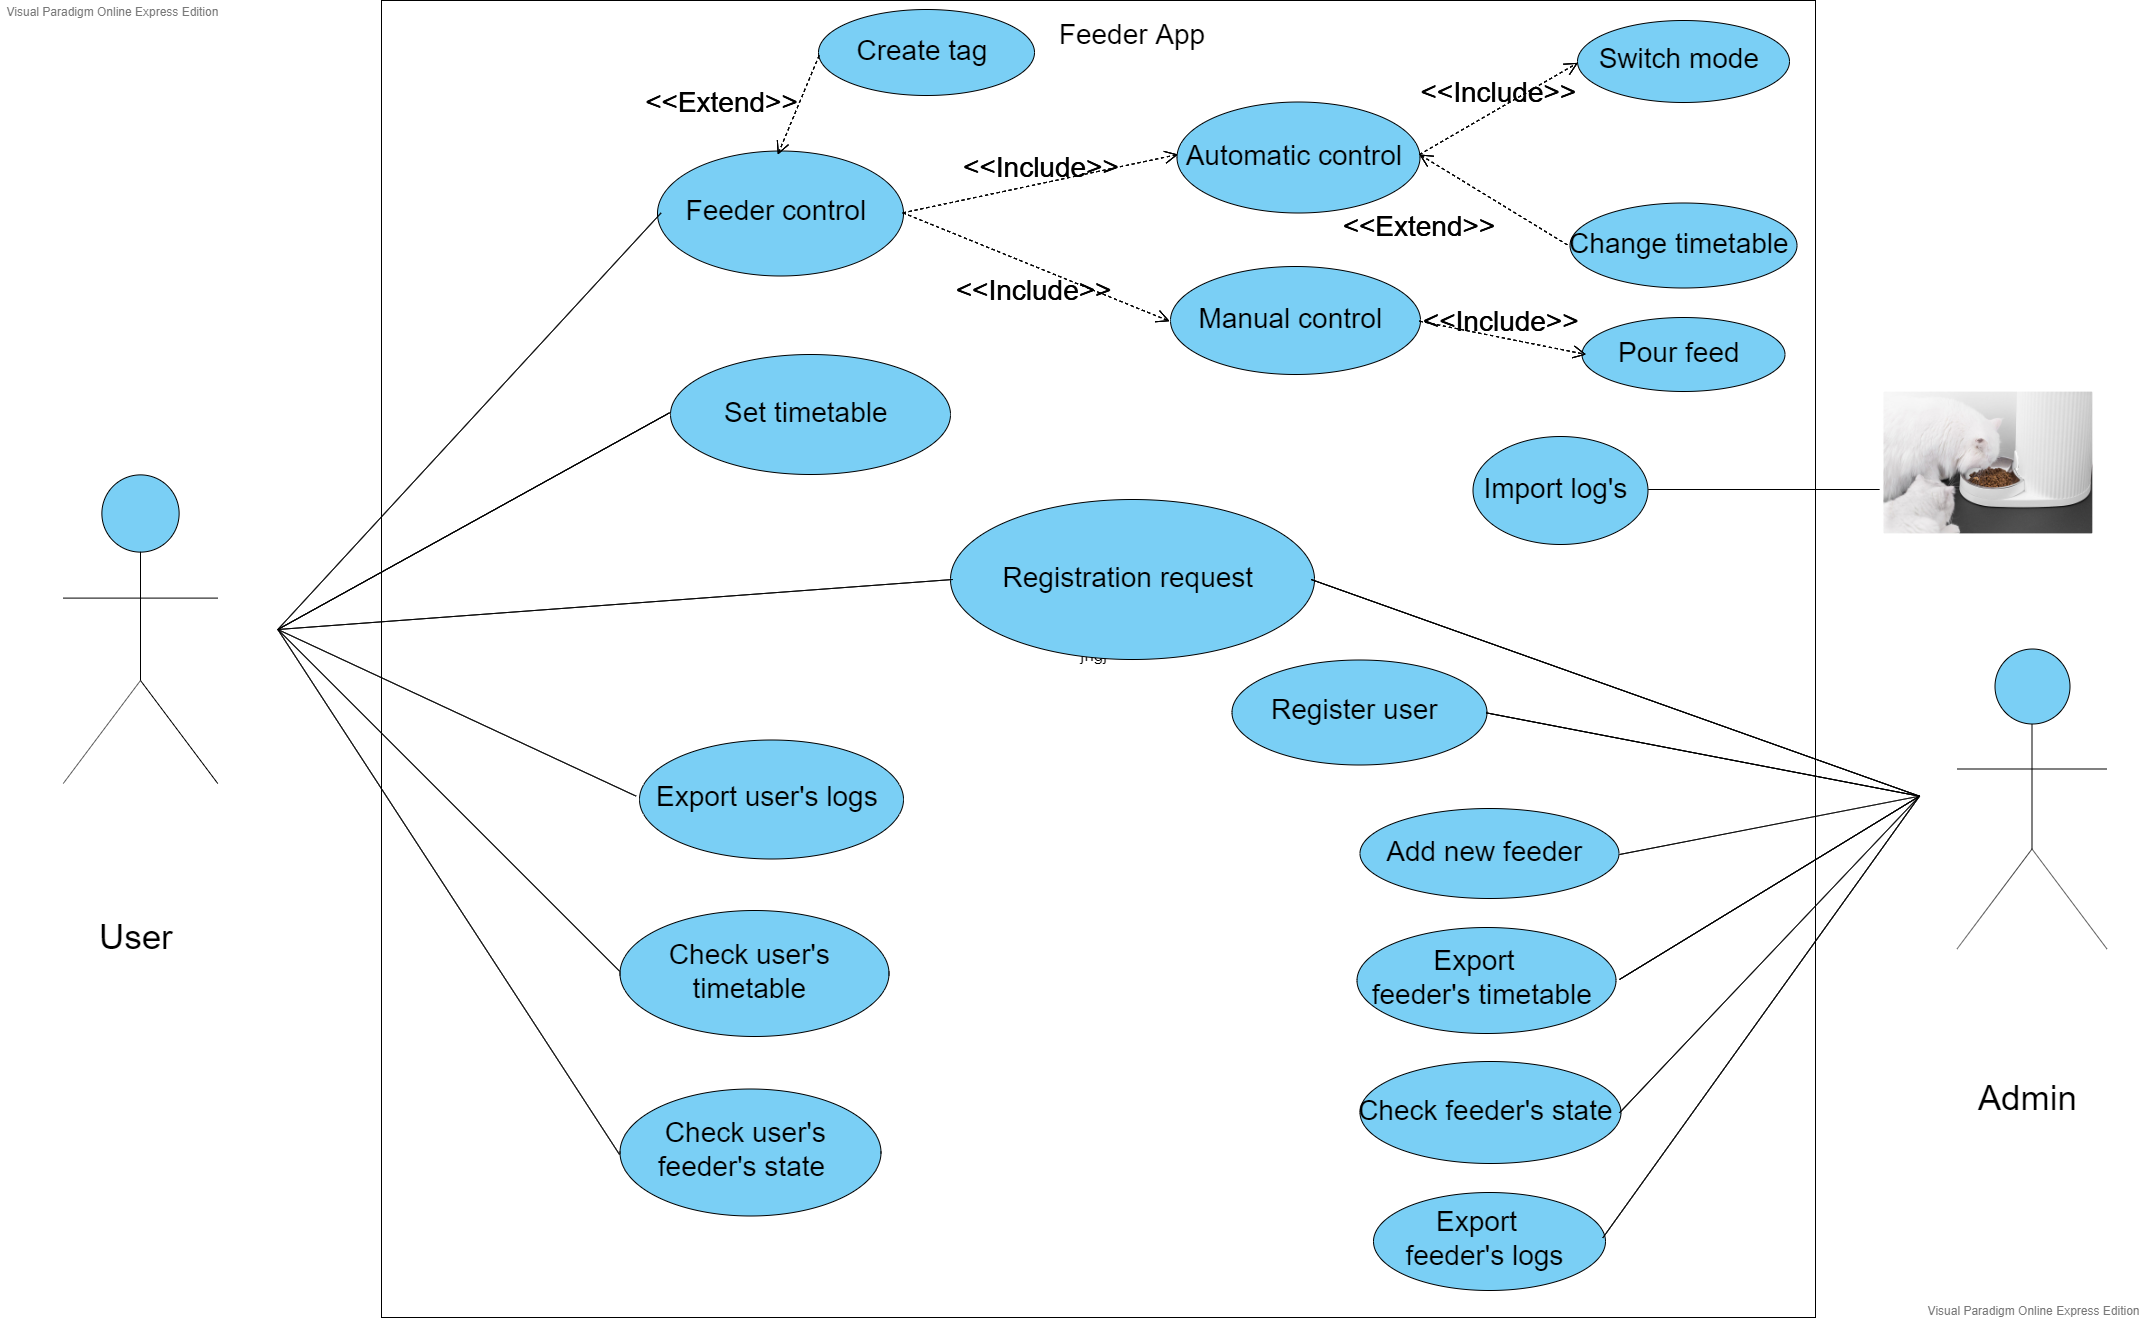 Visual Paradigm Online Express Edition
Feeder App
Create tag
Switch mode
<<Extend>>
<<Include>>
Automatic control
<<Include>>
Feeder control
<<Extend>>
Change timetable
<<Include>>
Manual control
<<Include>>
Pour feed
Set timetable
Import log's
Registration request
Register user
Export user's logs
Add new feeder
User
Check user's
timetable
Export
feeder's timetable
Check user's
feeder's state
Check feeder's state
Admin
Export
feeder's logs
Visual Paradigm Online Express Edition